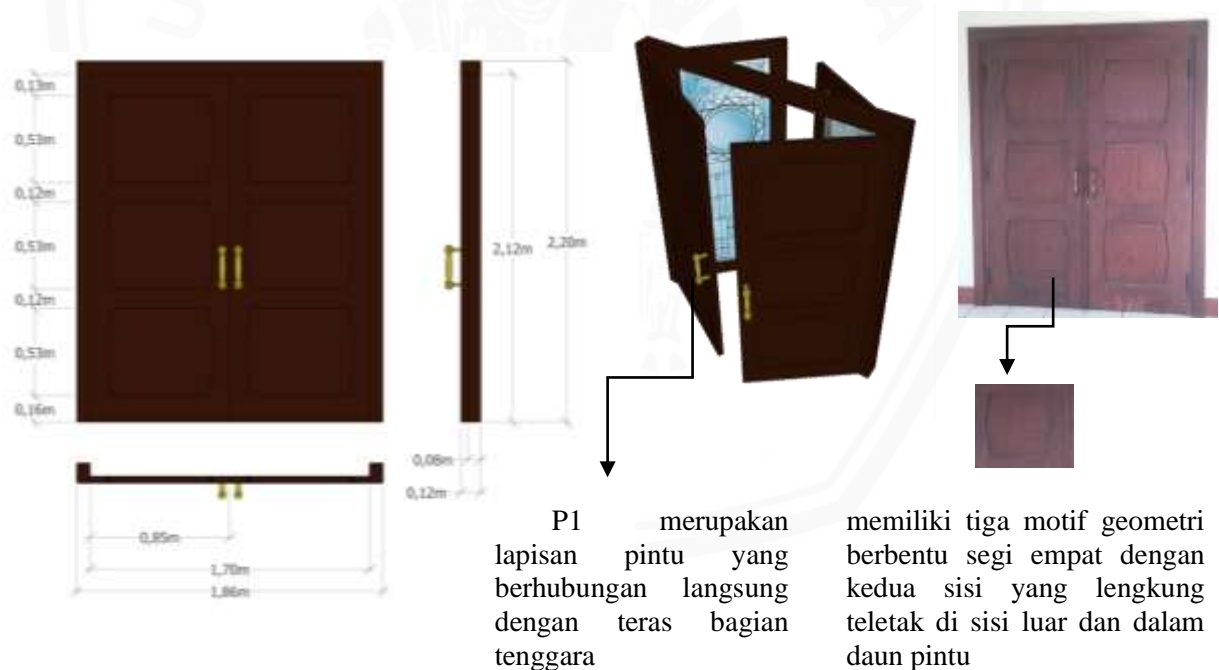 0,13m
0,53m
0,12m
0,53m
0,12m
0,53m
0,16m
2,12m
2,20m
0,08m
0,12m
0,85m
1,70m
1,86m
P1 merupakan
lapisan pintu yang
berhubungan langsung
dengan teras bagian
tenggara
memiliki tiga motif geometri
berbentu segi empat dengan
kedua sisi yang lengkung
teletak di sisi luar dan dalam
daun pintu